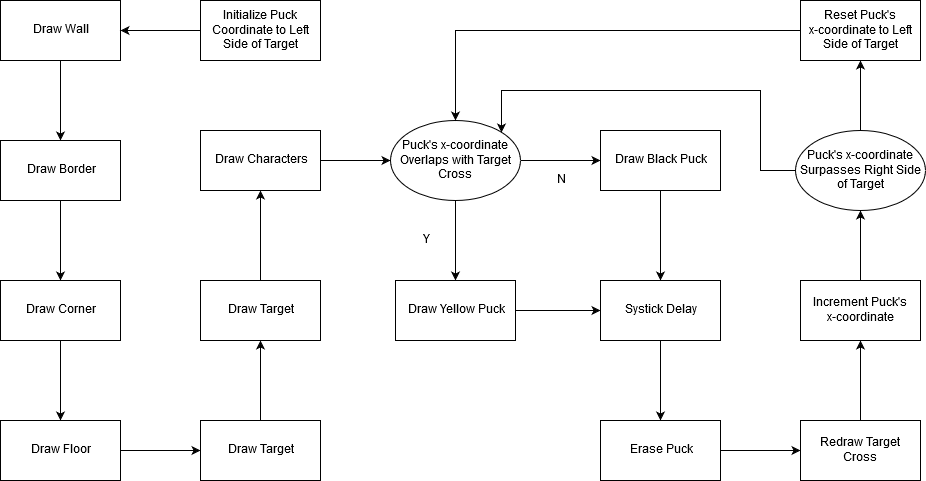 Draw Wall
Initialize Puck
Coordinate to Left
Side of Target
Reset Puck's
x-coordinate to Left
Side of Target
Draw Border
Draw Characters
Puck's x-coordinate
Overlaps with Target
Cross
N
Draw Black Puck
Puck's x-coordinate
Surpasses Right Side
of Target
Y
Draw Corner
Draw Target
Draw Yellow Puck
Systick Delay
Increment Puck's
x-coordinate
Draw Floor
Draw Target
Erase Puck
Redraw Target
Cross